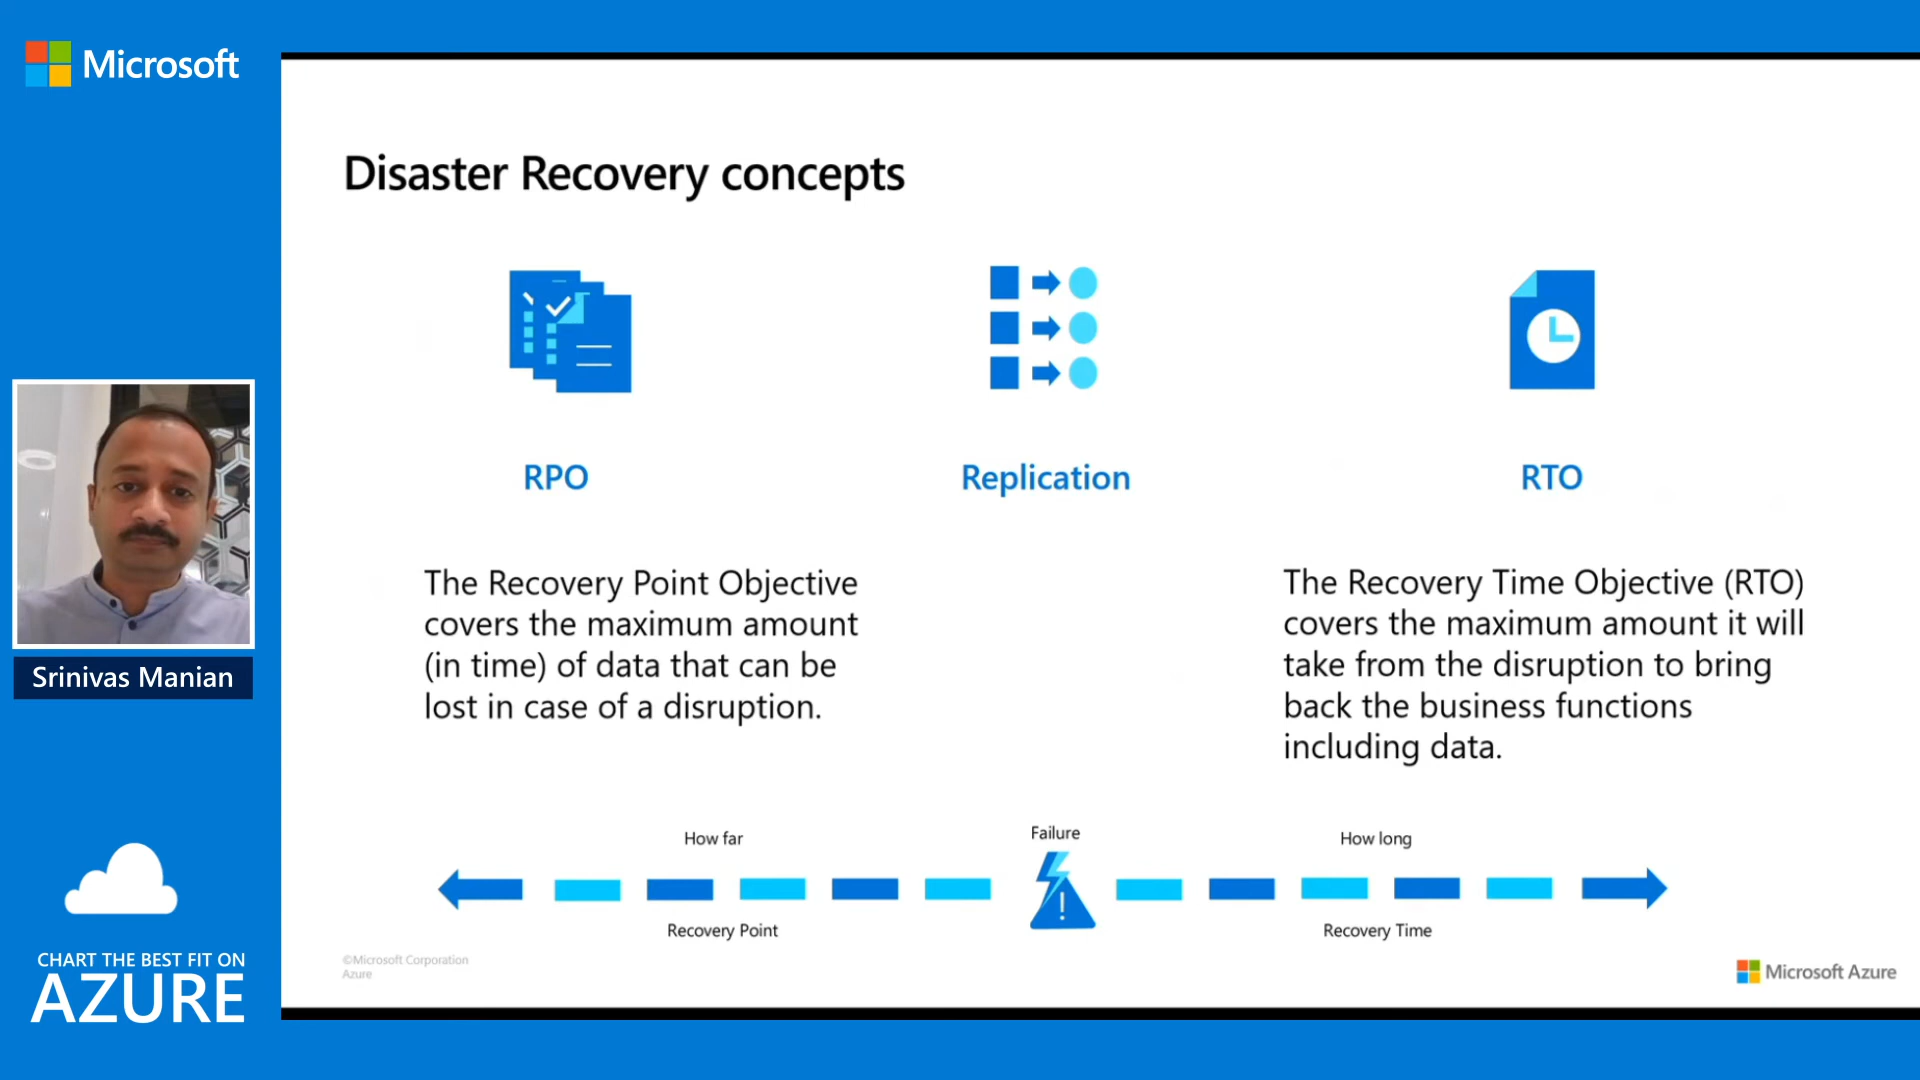 Microsoft
Disaster Recovery concepts
RPO
Replication
RTO
The Recovery Point Objective
covers the maximum amount
(in time) of data that can be
lost in case of a disruption.
The Recovery Time Objective (RTO)
covers the maximum amount it will
take from the disruption to bring
back the business functions
including data.
Srinivas Manian
How far
Failure
How long
Recovery Point
Recovery Time
©Microsoft Corporation
Azure
Microsoft Azure
CHART THE BEST FIT ON
AZURE